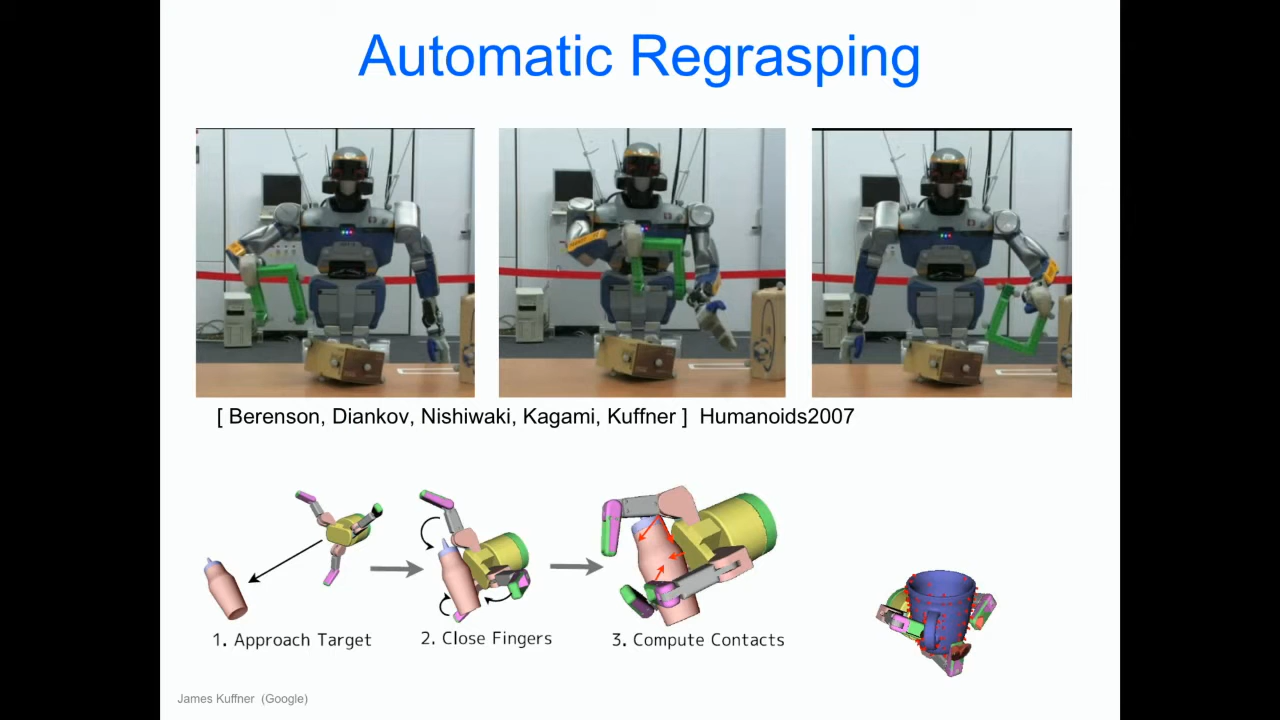 Automatic Regrasping
[ Berenson, Diankov, Nishiwaki, Kagami, Kuffner ]  Humanoids2007
1. Approach Target
2. Close Fingers
3. Compute Contacts
James Kuffner  (Google)